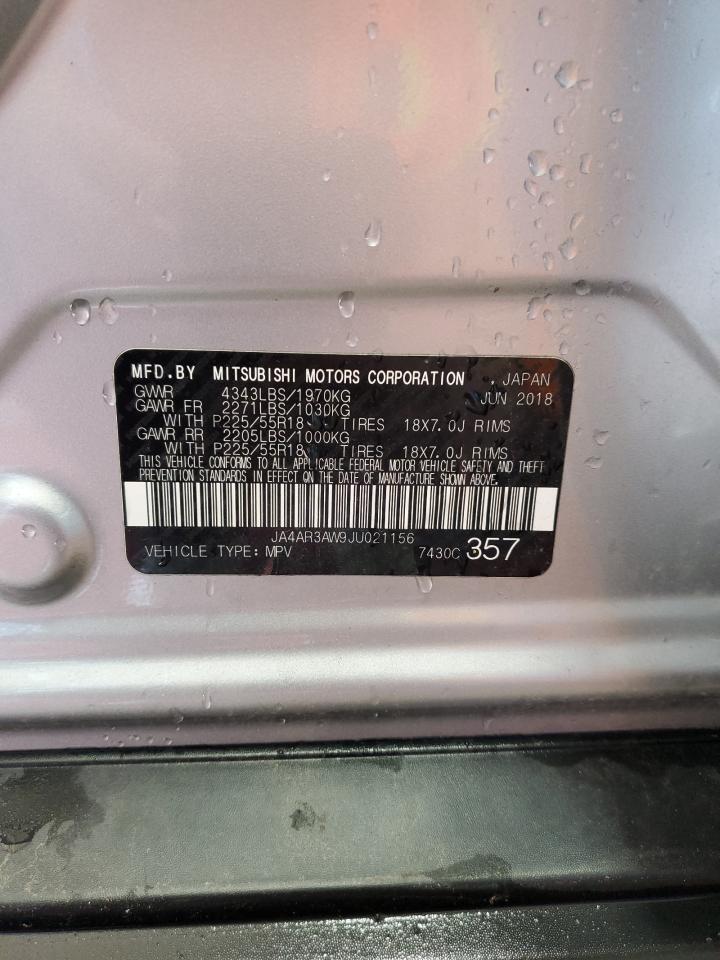 MFD.BY MITSUBISHI MOTORS CORPORATION , JAPAN
GVWR 4343LBS/1970KG JUN 2018
GAWR FR 2271LBS/1030KG
WITH P225/55R18 TIRES 18X7.0J RIMS
GAWR RR 2205LBS/1000KG
WITH P225/55R18 TIRES 18X7.0J RIMS
THIS VEHICLE CONFORMS TO ALL APPLICABLE FEDERAL MOTOR VEHICLE SAFETY AND THEFT
PREVENTION STANDARDS IN EFFECT ON THE DATE OF MANUFACTURE SHOWN ABOVE.
JA4AR3AW9JU021156
VEHICLE TYPE:MPV 7430C 357